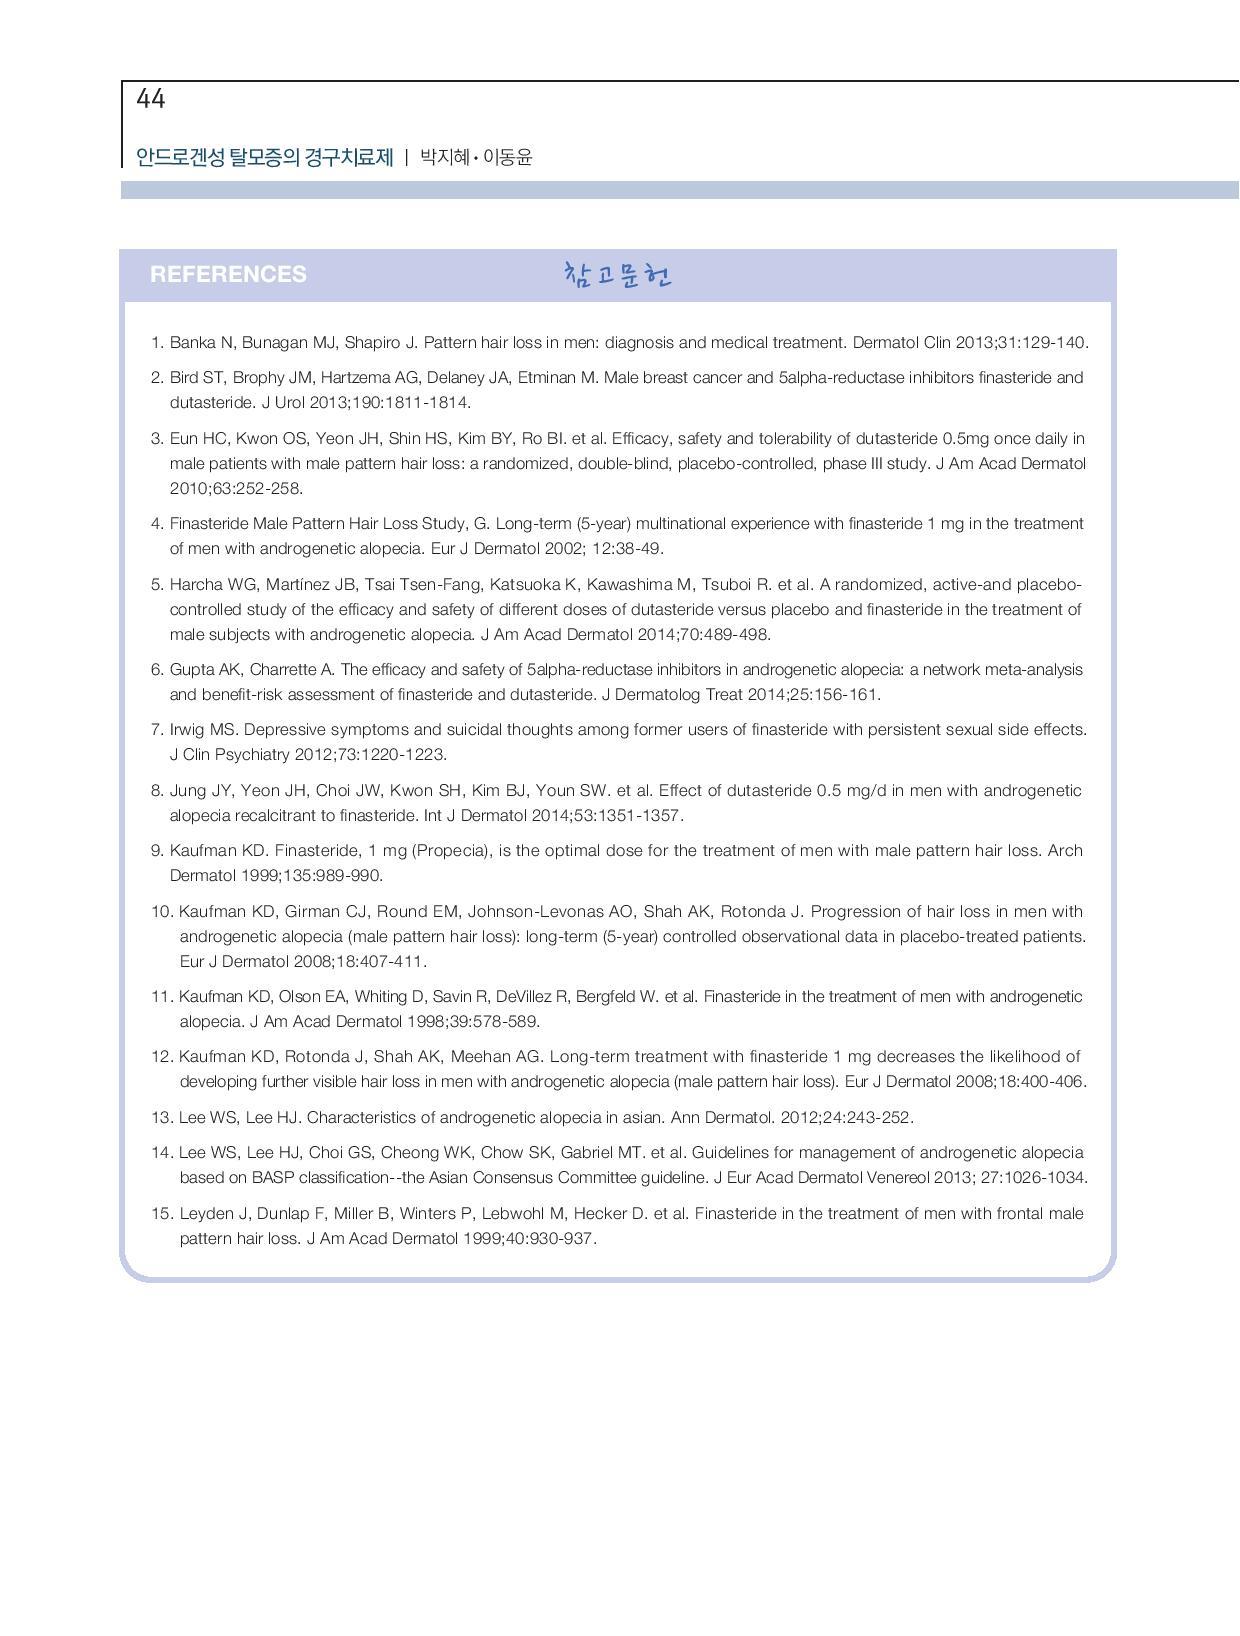 44
안드로겐성 탈모증의 경구치료제 | 박지혜·이동윤
REFERENCES 참고문헌
1. Banka N, Bunagan MJ, Shapiro J. Pattern hair loss in men: diagnosis and medical treatment. Dermatol Clin 2013;31:129-140.
2. Bird ST, Brophy JM, Hartzema AG, Delaney JA, Etminan M. Male breast cancer and 5alpha-reductase inhibitors finasteride and
dutasteride. J Urol 2013;190:1811-1814.
3. Eun HC, Kwon OS, Yeon JH, Shin HS, Kim BY, Ro BI. et al. Efficacy, safety and tolerability of dutasteride 0.5mg once daily in
male patients with male pattern hair loss: a randomized, double-blind, placebo-controlled, phase III study. J Am Acad Dermatol
2010;63:252-258.
4. Finasteride Male Pattern Hair Loss Study, G. Long-term (5-year) multinational experience with finasteride 1 mg in the treatment
of men with androgenetic alopecia. Eur J Dermatol 2002; 12:38-49.
5. Harcha WG, Martínez JB, Tsai Tsen-Fang, Katsuoka K, Kawashima M, Tsuboi R. et al. A randomized, active-and placebo-
controlled study of the efficacy and safety of different doses of dutasteride versus placebo and finasteride in the treatment of
male subjects with androgenetic alopecia. J Am Acad Dermatol 2014;70:489-498.
6. Gupta AK, Charrette A. The efficacy and safety of 5alpha-reductase inhibitors in androgenetic alopecia: a network meta-analysis
and benefit-risk assessment of finasteride and dutasteride. J Dermatolog Treat 2014;25:156-161.
7. Irwig MS. Depressive symptoms and suicidal thoughts among former users of finasteride with persistent sexual side effects.
J Clin Psychiatry 2012;73:1220-1223.
8. Jung JY, Yeon JH, Choi JW, Kwon SH, Kim BJ, Youn SW. et al. Effect of dutasteride 0.5 mg/d in men with androgenetic
alopecia recalcitrant to finasteride. Int J Dermatol 2014;53:1351-1357.
9. Kaufman KD. Finasteride, 1 mg (Propecia), is the optimal dose for the treatment of men with male pattern hair loss. Arch
Dermatol 1999;135:989-990.
10. Kaufman KD, Girman CJ, Round EM, Johnson-Levonas AO, Shah AK, Rotonda J. Progression of hair loss in men with
androgenetic alopecia (male pattern hair loss): long-term (5-year) controlled observational data in placebo-treated patients.
Eur J Dermatol 2008;18:407-411.
11. Kaufman KD, Olson EA, Whiting D, Savin R, DeVillez R, Bergfeld W. et al. Finasteride in the treatment of men with androgenetic
alopecia. J Am Acad Dermatol 1998;39:578-589.
12. Kaufman KD, Rotonda J, Shah AK, Meehan AG. Long-term treatment with finasteride 1 mg decreases the likelihood of
developing further visible hair loss in men with androgenetic alopecia (male pattern hair loss). Eur J Dermatol 2008;18:400-406.
13. Lee WS, Lee HJ. Characteristics of androgenetic alopecia in asian. Ann Dermatol. 2012;24:243-252.
14. Lee WS, Lee HJ, Choi GS, Cheong WK, Chow SK, Gabriel MT. et al. Guidelines for management of androgenetic alopecia
based on BASP classification--the Asian Consensus Committee guideline. J Eur Acad Dermatol Venereol 2013; 27:1026-1034.
15. Leyden J, Dunlap F, Miller B, Winters P, Lebwohl M, Hecker D. et al. Finasteride in the treatment of men with frontal male
pattern hair loss. J Am Acad Dermatol 1999;40:930-937.